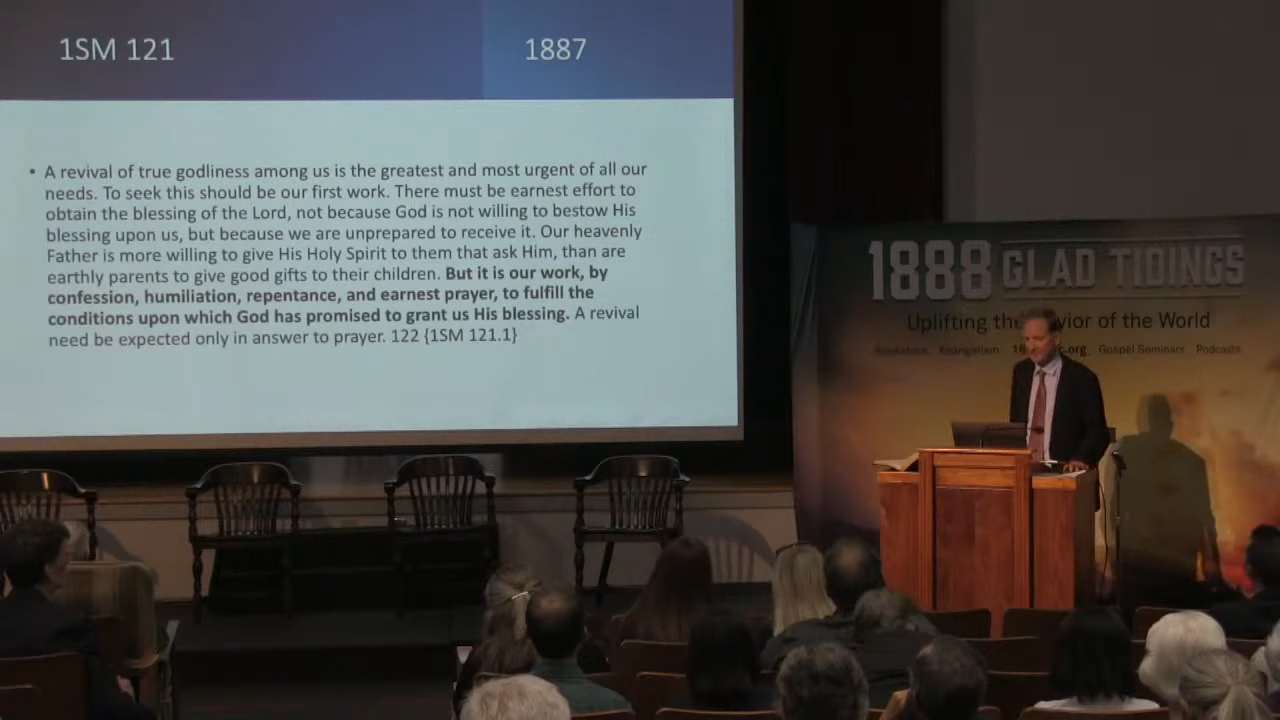 1SM 121
1887
• A revival of true godliness among us is the greatest and most urgent of all our
needs. To seek this should be our first work. There must be earnest effort to
obtain the blessing of the Lord, not because God is not willing to bestow His
blessing upon us, but because we are unprepared to receive it. Our heavenly
Father is more willing to give His Holy Spirit to them that ask Him, than are
earthly parents to give good gifts to their children. But it is our work, by
confession, humiliation, repentance, and earnest prayer, to fulfill the
conditions upon which God has promised to grant us His blessing. A revival
need be expected only in answer to prayer. 122 {1SM 121.1}
1888 GLAD TIDINGS
Uplifting the vior of the World
Bookstore Evangelism .org Gospel Seminars Podcasts